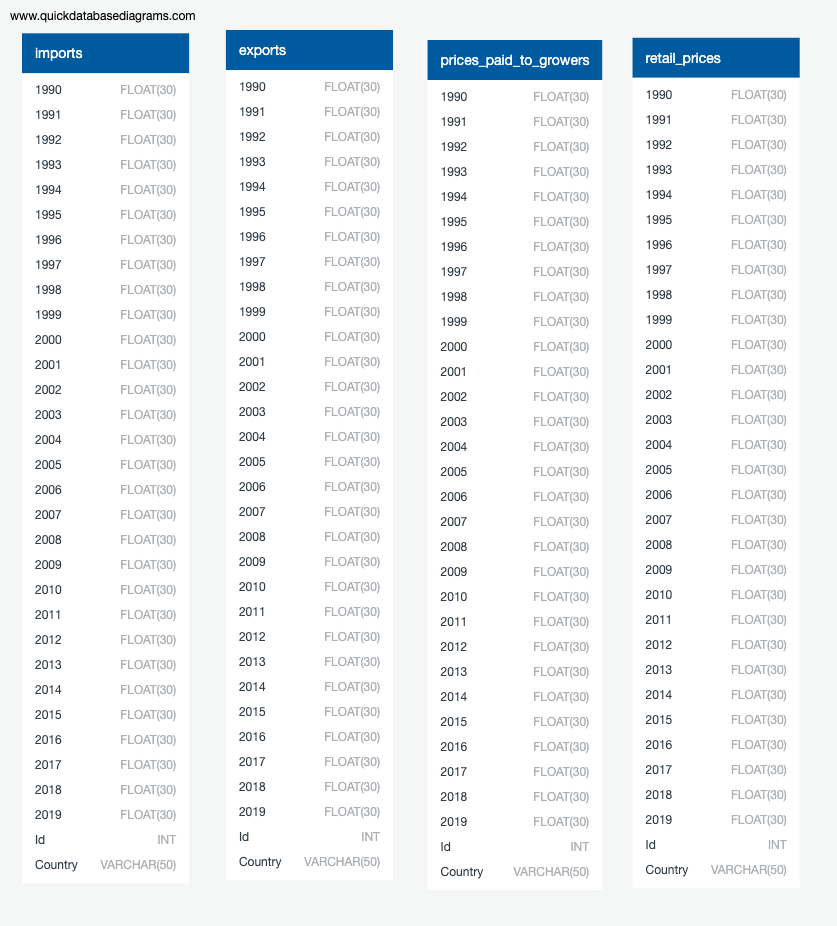 www.quickdatabasediagrams.com
imports
1990 FLOAT(30)
1991 FLOAT(30)
1992 FLOAT(30)
1993 FLOAT(30)
1994 FLOAT(30)
1995 FLOAT(30)
1996 FLOAT(30)
1997 FLOAT(30)
1998 FLOAT(30)
1999 FLOAT(30)
2000 FLOAT(30)
2001 FLOAT(30)
2002 FLOAT(30)
2003 FLOAT(30)
2004 FLOAT(30)
2005 FLOAT(30)
2006 FLOAT(30)
2007 FLOAT(30)
2008 FLOAT(30)
2009 FLOAT(30)
2010 FLOAT(30)
2011 FLOAT(30)
2012 FLOAT(30)
2013 FLOAT(30)
2014 FLOAT(30)
2015 FLOAT(30)
2016 FLOAT(30)
2017 FLOAT(30)
2018 FLOAT(30)
2019 FLOAT(30)
Id INT
Country VARCHAR(50)
exports
1990 FLOAT(30)
1991 FLOAT(30)
1992 FLOAT(30)
1993 FLOAT(30)
1994 FLOAT(30)
1995 FLOAT(30)
1996 FLOAT(30)
1997 FLOAT(30)
1998 FLOAT(30)
1999 FLOAT(30)
2000 FLOAT(30)
2001 FLOAT(30)
2002 FLOAT(30)
2003 FLOAT(30)
2004 FLOAT(30)
2005 FLOAT(30)
2006 FLOAT(30)
2007 FLOAT(30)
2008 FLOAT(30)
2009 FLOAT(30)
2010 FLOAT(30)
2011 FLOAT(30)
2012 FLOAT(30)
2013 FLOAT(30)
2014 FLOAT(30)
2015 FLOAT(30)
2016 FLOAT(30)
2017 FLOAT(30)
2018 FLOAT(30)
2019 FLOAT(30)
Id INT
Country VARCHAR(50)
prices_paid_to_growers
1990 FLOAT(30)
1991 FLOAT(30)
1992 FLOAT(30)
1993 FLOAT(30)
1994 FLOAT(30)
1995 FLOAT(30)
1996 FLOAT(30)
1997 FLOAT(30)
1998 FLOAT(30)
1999 FLOAT(30)
2000 FLOAT(30)
2001 FLOAT(30)
2002 FLOAT(30)
2003 FLOAT(30)
2004 FLOAT(30)
2005 FLOAT(30)
2006 FLOAT(30)
2007 FLOAT(30)
2008 FLOAT(30)
2009 FLOAT(30)
2010 FLOAT(30)
2011 FLOAT(30)
2012 FLOAT(30)
2013 FLOAT(30)
2014 FLOAT(30)
2015 FLOAT(30)
2016 FLOAT(30)
2017 FLOAT(30)
2018 FLOAT(30)
2019 FLOAT(30)
Id INT
Country VARCHAR(50)
retail_prices
1990 FLOAT(30)
1991 FLOAT(30)
1992 FLOAT(30)
1993 FLOAT(30)
1994 FLOAT(30)
1995 FLOAT(30)
1996 FLOAT(30)
1997 FLOAT(30)
1998 FLOAT(30)
1999 FLOAT(30)
2000 FLOAT(30)
2001 FLOAT(30)
2002 FLOAT(30)
2003 FLOAT(30)
2004 FLOAT(30)
2005 FLOAT(30)
2006 FLOAT(30)
2007 FLOAT(30)
2008 FLOAT(30)
2009 FLOAT(30)
2010 FLOAT(30)
2011 FLOAT(30)
2012 FLOAT(30)
2013 FLOAT(30)
2014 FLOAT(30)
2015 FLOAT(30)
2016 FLOAT(30)
2017 FLOAT(30)
2018 FLOAT(30)
2019 FLOAT(30)
Id INT
Country VARCHAR(50)